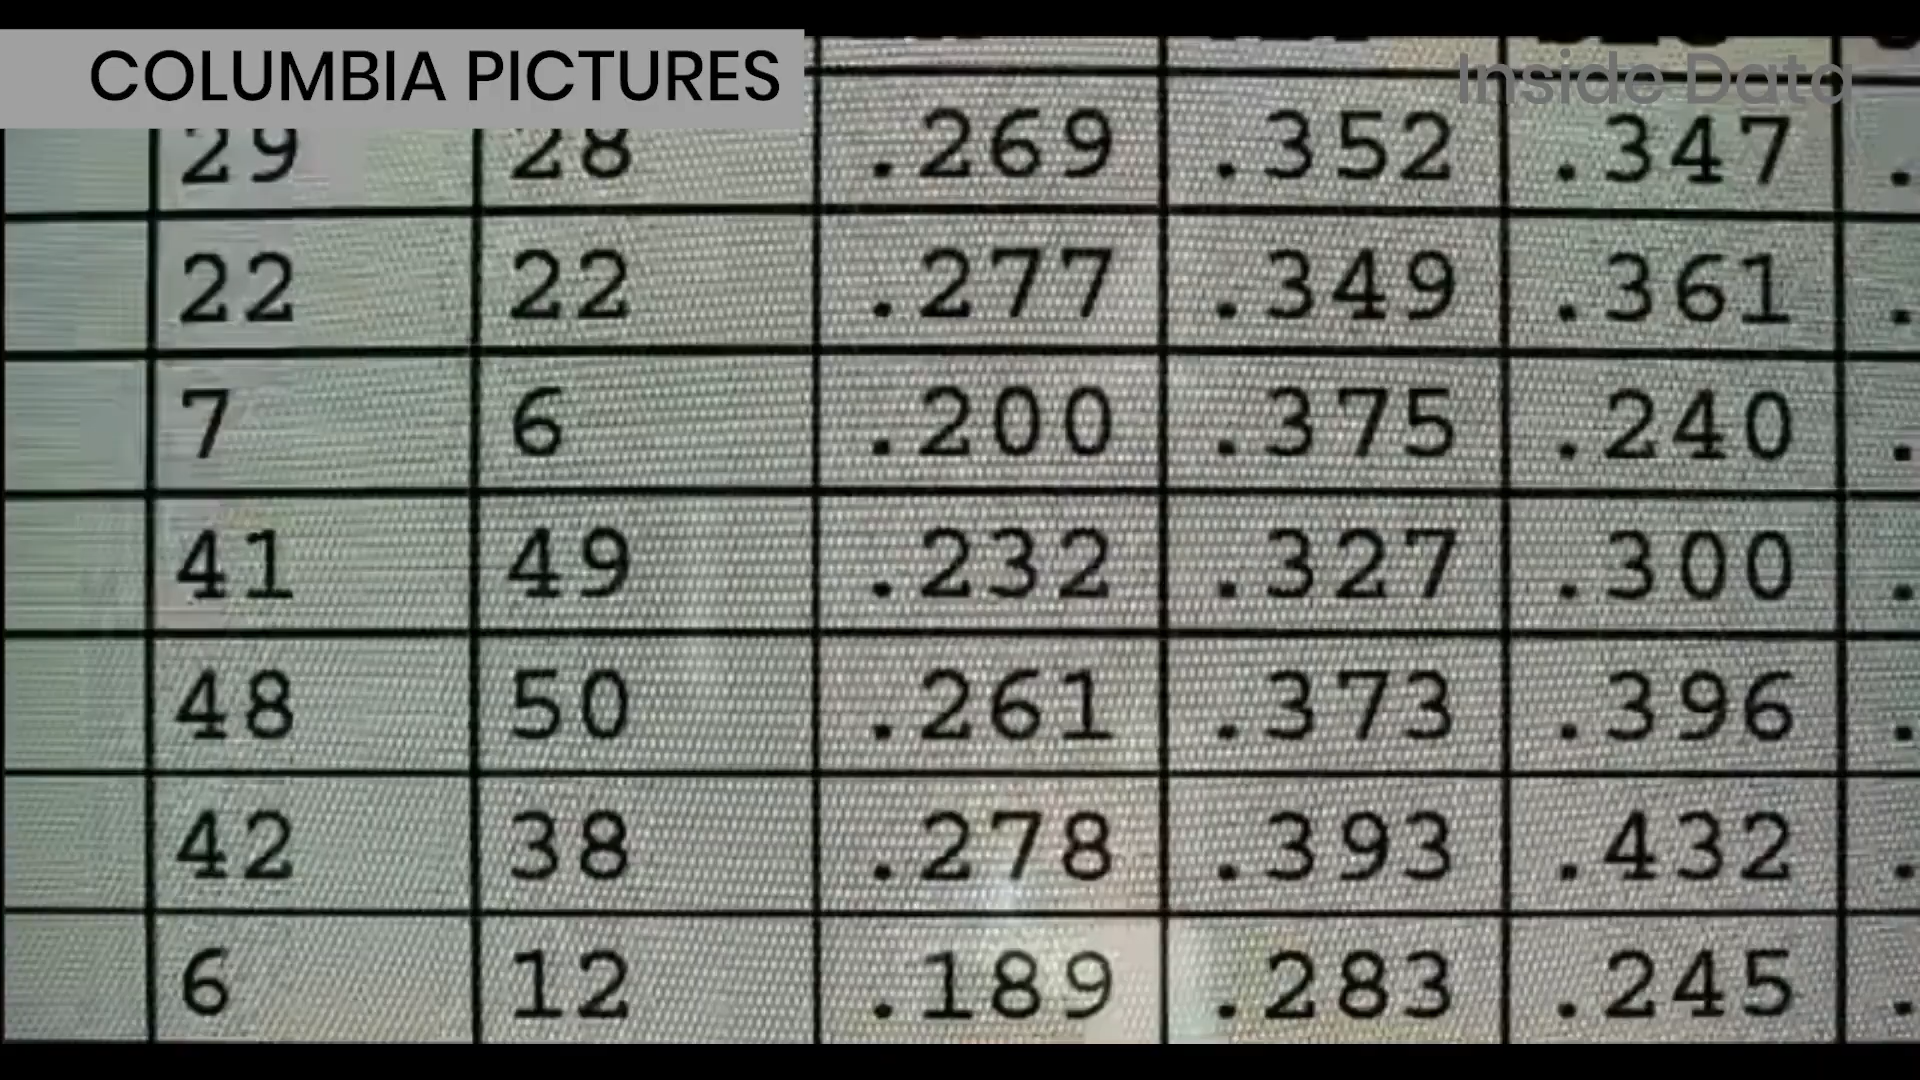 COLUMBIA PICTURES
Inside Data
29 28 .269 .352 .347 .
22 22 .277 .349 .361 .
7 6 .200 .375 .240 .
41 49 .232 .327 .300 .
48 50 .261 .373 .396 .
42 38 .278 .393 .432 .
6 12 .189 .283 .245 .